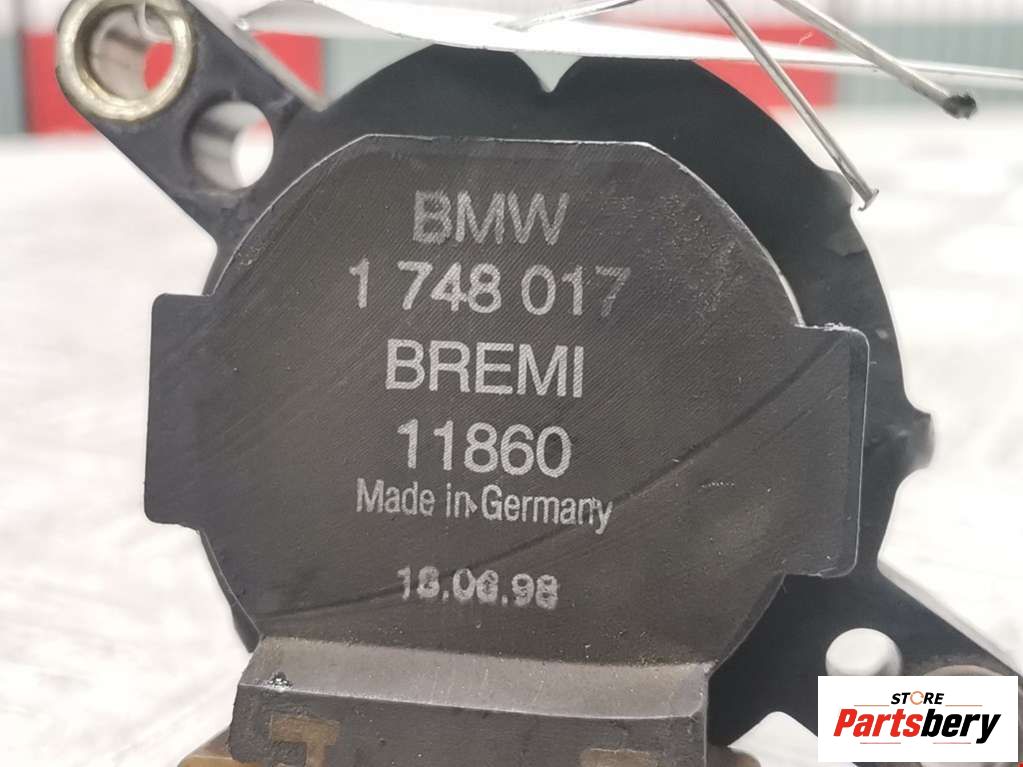 BMW
1 748 017
BREMI
11860
Made in Germany
18.06.98
STORE
Partsbery